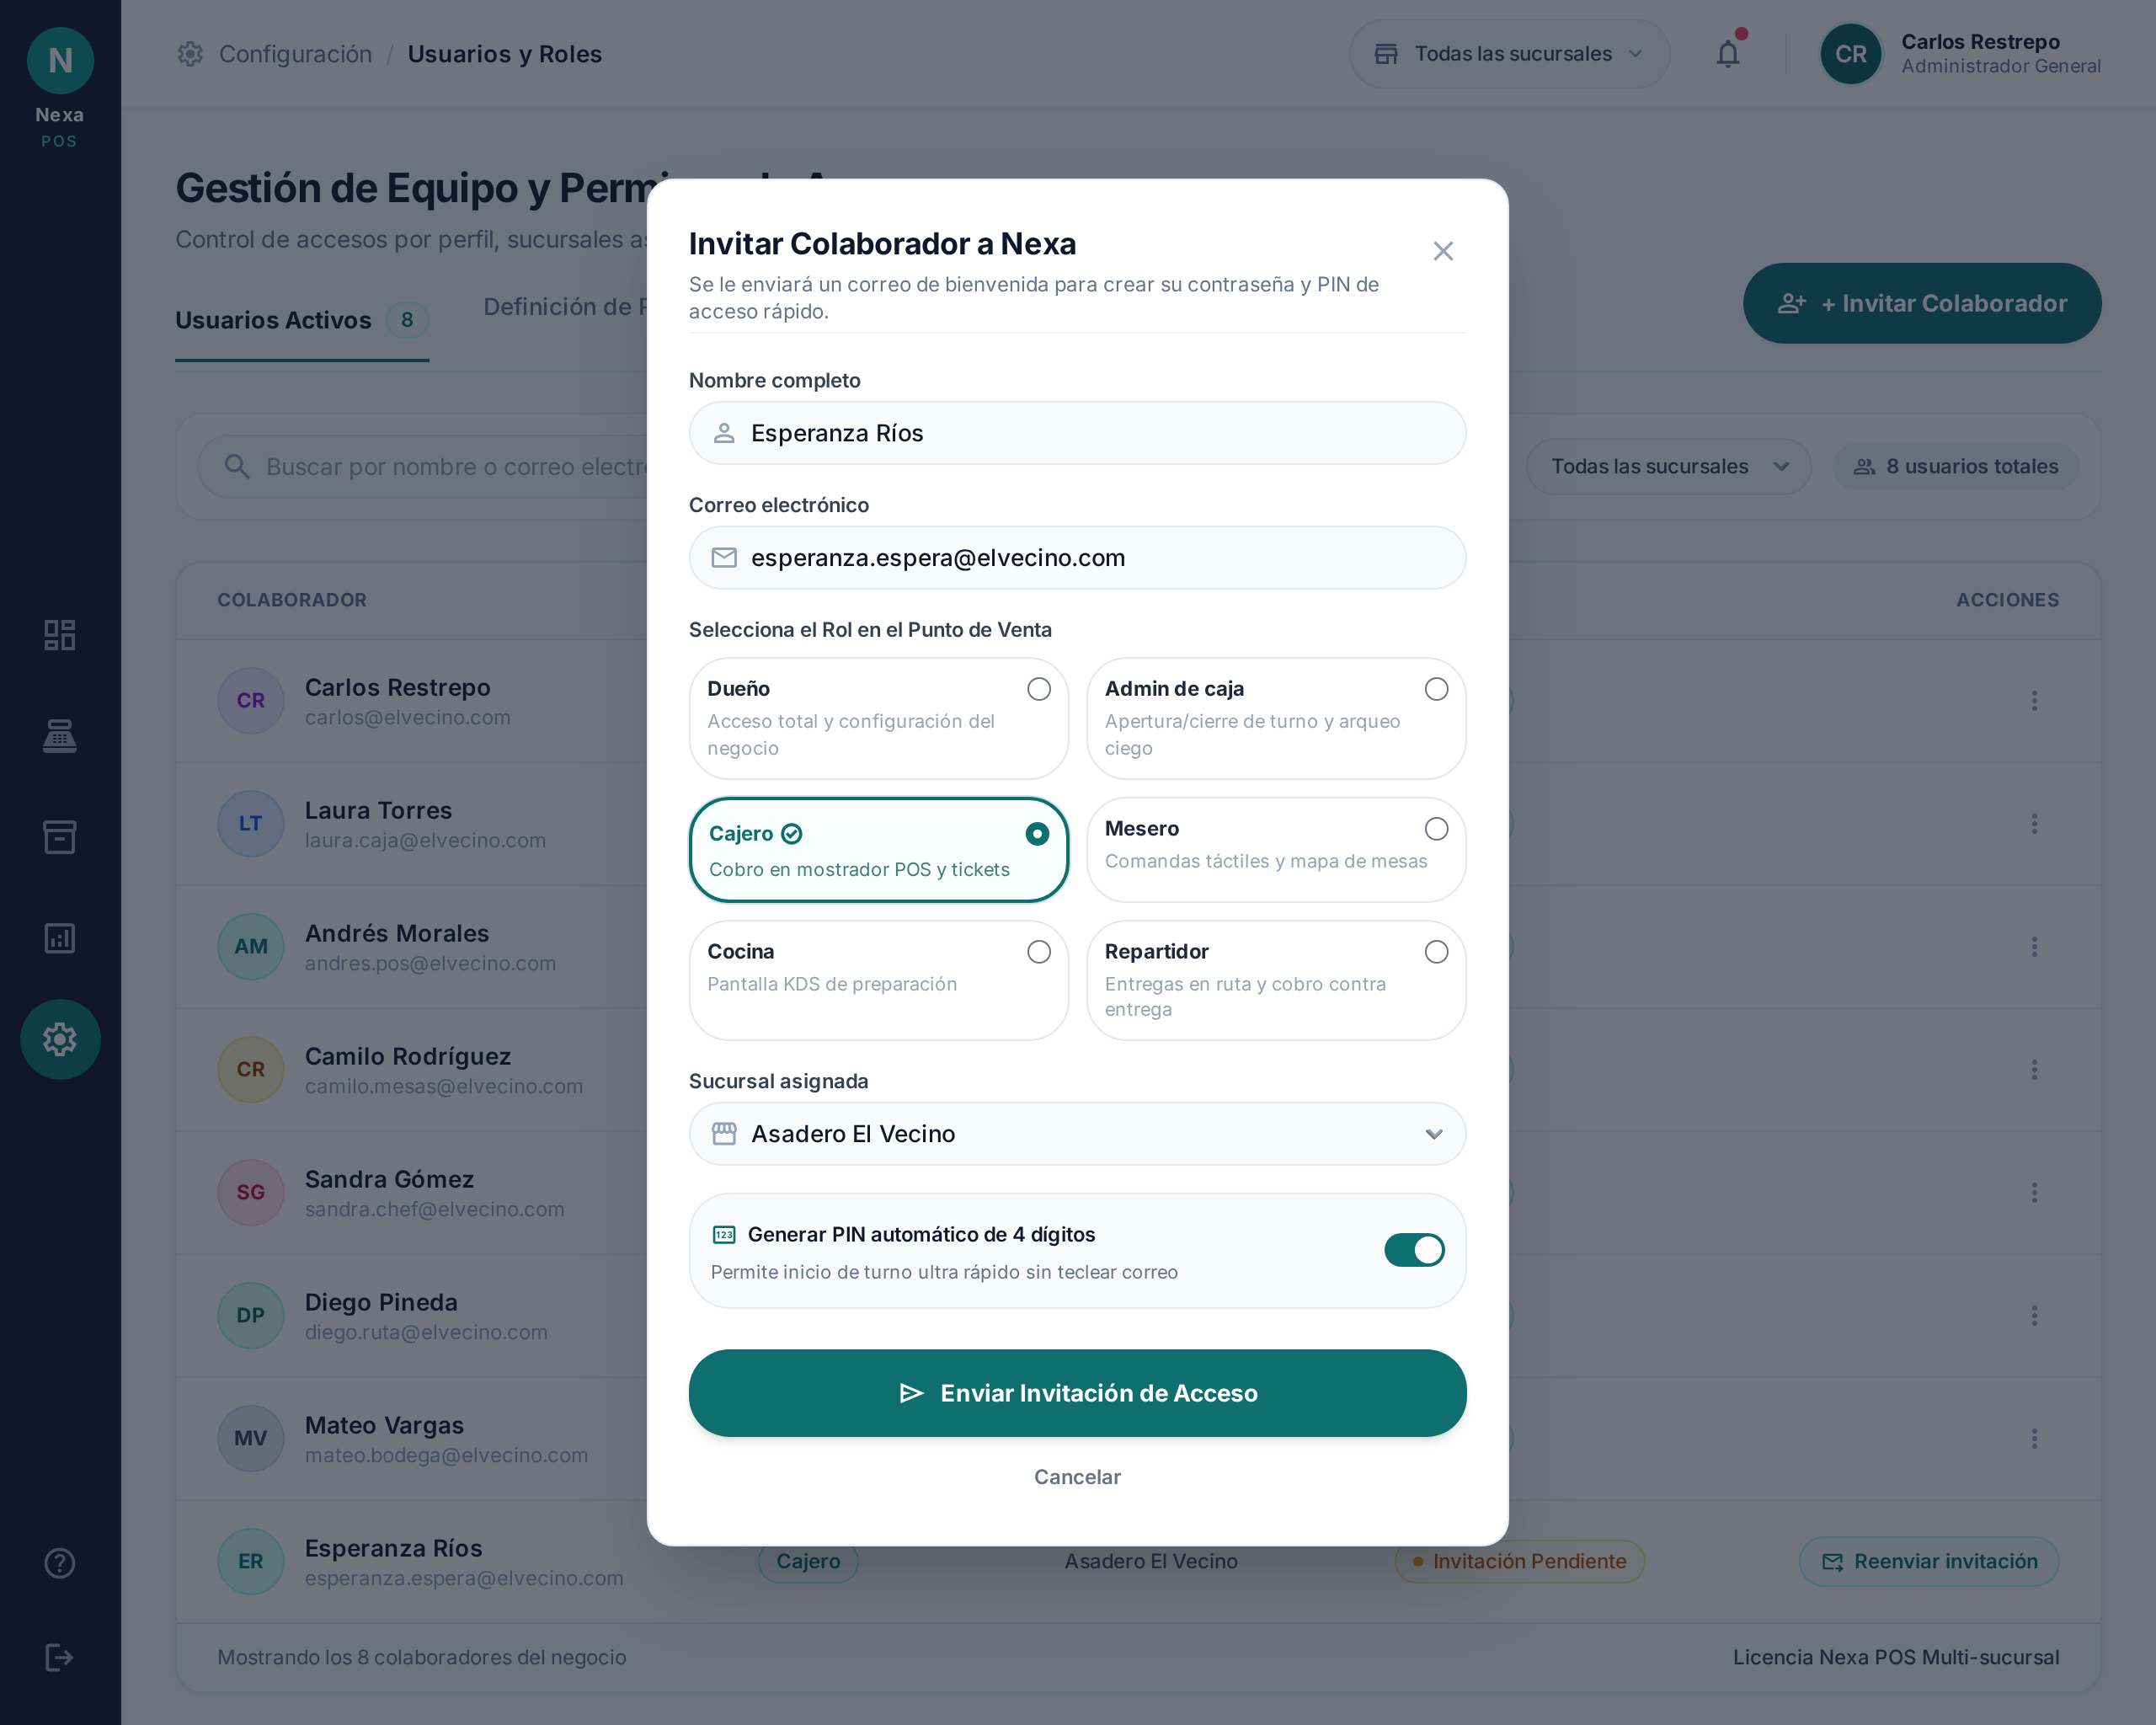 N
Nexa
POS
Configuración / Usuarios y Roles
Todas las sucursales
CR
Carlos Restrepo
Administrador General
Gestión de Equipo y
Control de accesos por perfil, sucursales
Usuarios Activos 8
Definición de
+ Invitar Colaborador
Buscar por nombre o correo
Todas las sucursales
8 usuarios totales
COLABORADOR
ACCIONES
CR
Carlos Restrepo
carlos@elvecino.com
LT
Laura Torres
laura.caja@elvecino.com
AM
Andrés Morales
andres.pos@elvecino.com
CR
Camilo Rodríguez
camilo.mesas@elvecino.com
SG
Sandra Gómez
sandra.chef@elvecino.com
DP
Diego Pineda
diego.ruta@elvecino.com
MV
Mateo Vargas
mateo.bodega@elvecino.com
ER
Esperanza Ríos
esperanza.espera@elvecino.com
Cajero
Asadero El Vecino
Invitación Pendiente
Reenviar invitación
Mostrando los 8 colaboradores del negocio
Licencia Nexa POS Multi-sucursal
Invitar Colaborador a Nexa
Se le enviará un correo de bienvenida para crear su contraseña y PIN de
acceso rápido.
Nombre completo
Esperanza Ríos
Correo electrónico
esperanza.espera@elvecino.com
Selecciona el Rol en el Punto de Venta
Dueño
Acceso total y configuración del
negocio
Admin de caja
Apertura/cierre de turno y arqueo
ciego
Cajero
Cobro en mostrador POS y tickets
Mesero
Comandas táctiles y mapa de mesas
Cocina
Pantalla KDS de preparación
Repartidor
Entregas en ruta y cobro contra
entrega
Sucursal asignada
Asadero El Vecino
123 Generar PIN automático de 4 dígitos
Permite inicio de turno ultra rápido sin teclear correo
Enviar Invitación de Acceso
Cancelar